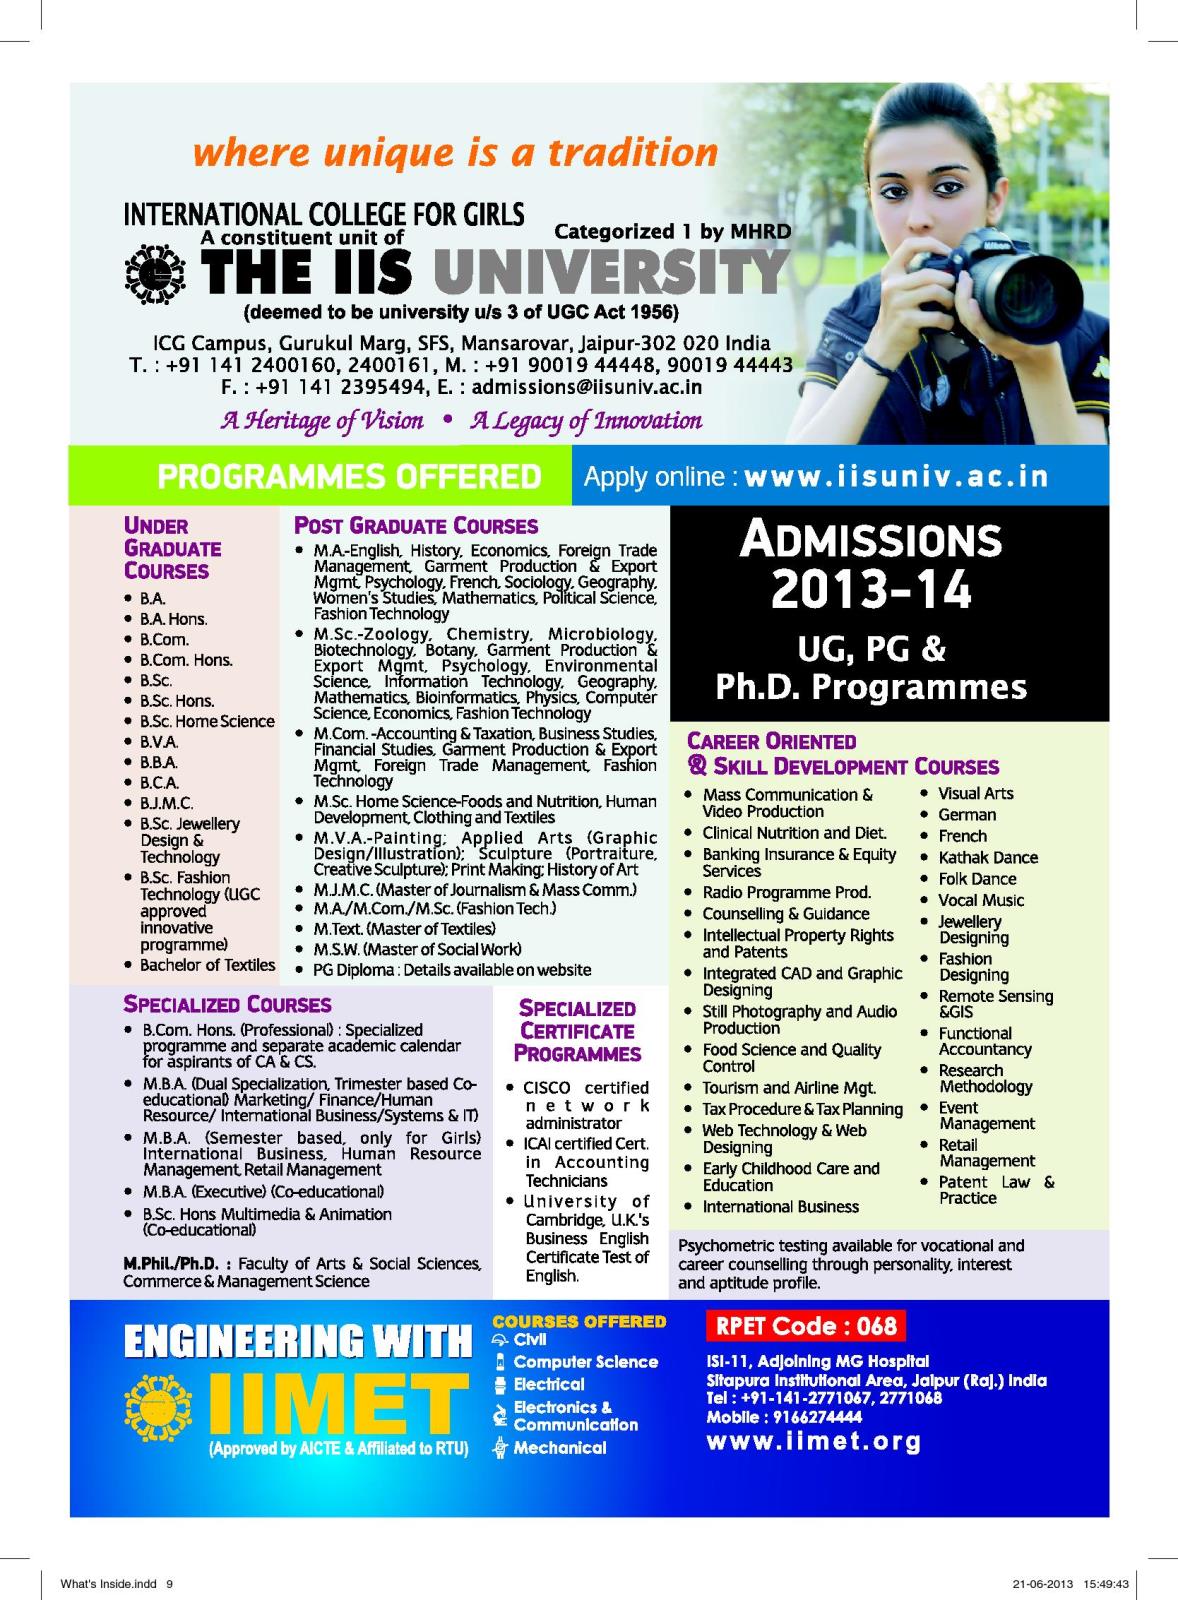 where unique is a tradition
INTERNATIONAL COLLEGE FOR GIRLS
A constituent unit of
Categorized 1 by MHRD
THE IIS UNIVERSITY
(deemed to be university u/s 3 of UGC Act 1956)
ICG Campus, Gurukul Marg, SFS, Mansarovar, Jaipur-302 020 India
T. : +91 141 2400160, 2400161, M. : +91 90019 44448, 90019 44443
F. : +91 141 2395494, E. : admissions@iisuniv.ac.in
A Heritage of Vision • A Legacy of Innovation
Nikon
PROGRAMMES OFFERED
Apply online : www.iisuniv.ac.in
UNDER
GRADUATE
COURSES
• B.A.
• B.A. Hons.
• B.Com.
• B.Com. Hons.
• B.Sc.
• B.Sc. Hons.
• B.Sc. Home Science
• B.V.A.
• B.B.A.
• B.C.A.
• B.J.M.C.
• B.Sc. Jewellery
Design &
Technology
• B.Sc. Fashion
Technology (UGC
approved
innovative
programme)
• Bachelor of Textiles
POST GRADUATE COURSES
• M.A.-English, History, Economics, Foreign Trade
Management, Garment Production & Export
Mgmt, Psychology, French, Sociology, Geography,
Women's Studies, Mathematics, Political Science,
Fashion Technology
• M.Sc.-Zoology, Chemistry, Microbiology,
Biotechnology, Botany, Garment Production &
Export Mgmt, Psychology, Environmental
Science, Information Technology, Geography,
Mathematics, Bioinformatics, Physics, Computer
Science, Economics, Fashion Technology
• M.Com. -Accounting & Taxation, Business Studies,
Financial Studies, Garment Production & Export
Mgmt, Foreign Trade Management, Fashion
Technology
• M.Sc. Home Science-Foods and Nutrition, Human
Development, Clothing and Textiles
• M.V.A.-Painting; Applied Arts (Graphic
Design/Illustration); Sculpture (Portraiture,
Creative Sculpture); Print Making; History of Art
• M.J.M.C. (Master of Journalism & Mass Comm.)
• M.A./M.Com./M.Sc. (Fashion Tech.)
• M.Text. (Master of Textiles)
• M.S.W. (Master of Social Work)
• PG Diploma : Details available on website
ADMISSIONS
2013-14
UG, PG &
Ph.D. Programmes
CAREER ORIENTED
& SKILL DEVELOPMENT COURSES
• Mass Communication &
Video Production
• Clinical Nutrition and Diet.
• Banking Insurance & Equity
Services
• Radio Programme Prod.
• Counselling & Guidance
• Intellectual Property Rights
and Patents
• Integrated CAD and Graphic
Designing
• Still Photography and Audio
Production
• Food Science and Quality
Control
• Tourism and Airline Mgt.
• Tax Procedure & Tax Planning
• Web Technology & Web
Designing
• Early Childhood Care and
Education
• International Business
• Visual Arts
• German
• French
• Kathak Dance
• Folk Dance
• Vocal Music
• Jewellery
Designing
• Fashion
Designing
• Remote Sensing
&GIS
• Functional
Accountancy
• Research
Methodology
• Event
Management
• Retail
Management
• Patent Law &
Practice
SPECIALIZED COURSES
• B.Com. Hons. (Professional) : Specialized
programme and separate academic calendar
for aspirants of CA & CS.
• M.B.A. (Dual Specialization, Trimester based Co-
educational) Marketing/ Finance/Human
Resource/ International Business/Systems & IT)
• M.B.A. (Semester based, only for Girls)
International Business, Human Resource
Management, Retail Management
• M.B.A. (Executive) (Co-educational)
• B.Sc. Hons Multimedia & Animation
(Co-educational)
M.Phil./Ph.D. : Faculty of Arts & Social Sciences,
Commerce & Management Science
SPECIALIZED
CERTIFICATE
PROGRAMMES
• CISCO certified
network
administrator
• ICAI certified Cert.
in Accounting
Technicians
• University of
Cambridge, U.K.'s
Business English
Certificate Test of
English.
Psychometric testing available for vocational and
career counselling through personality, interest
and aptitude profile.
ENGINEERING WITH
IIMET
(Approved by AICTE & Affiliated to RTU)
COURSES OFFERED
Civil
Computer Science
Electrical
Electronics &
Communication
Mechanical
RPET Code : 068
ISI-11, Adjoining MG Hospital
Sitapura Institutional Area, Jaipur (Raj.) India
Tel : +91-141-2771067, 2771068
Mobile : 9166274444
www.iimet.org
What's Inside.indd 9
21-06-2013 15:49:43